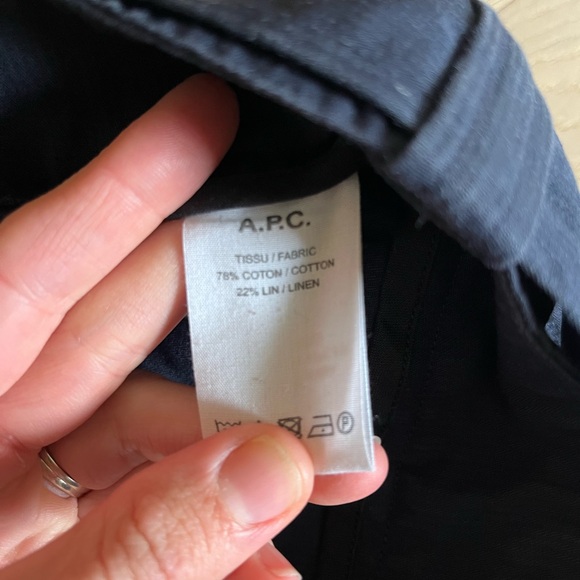 A.P.C.
TISSU / FABRIC
78% COTON / COTTON
22% LIN / LINEN
P